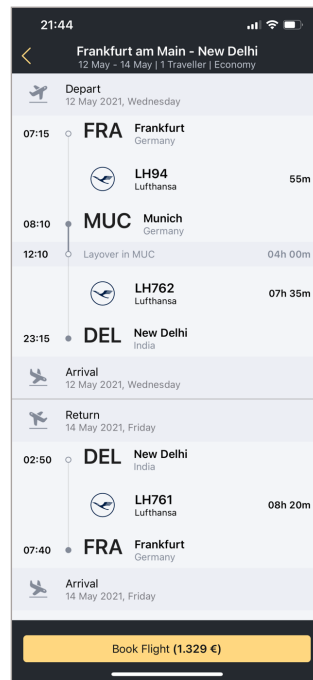 21:44
Frankfurt am Main - New Delhi
12 May - 14 May | 1 Traveller | Economy
Depart
12 May 2021, Wednesday
07:15 FRA Frankfurt
Germany
LH94 55m
Lufthansa
08:10 MUC Munich
Germany
12:10 Layover in MUC 04h 00m
LH762 07h 35m
Lufthansa
23:15 DEL New Delhi
India
Arrival
12 May 2021, Wednesday
Return
14 May 2021, Friday
02:50 DEL New Delhi
India
LH761 08h 20m
Lufthansa
07:40 FRA Frankfurt
Germany
Arrival
14 May 2021, Friday
Book Flight (1.329 €)